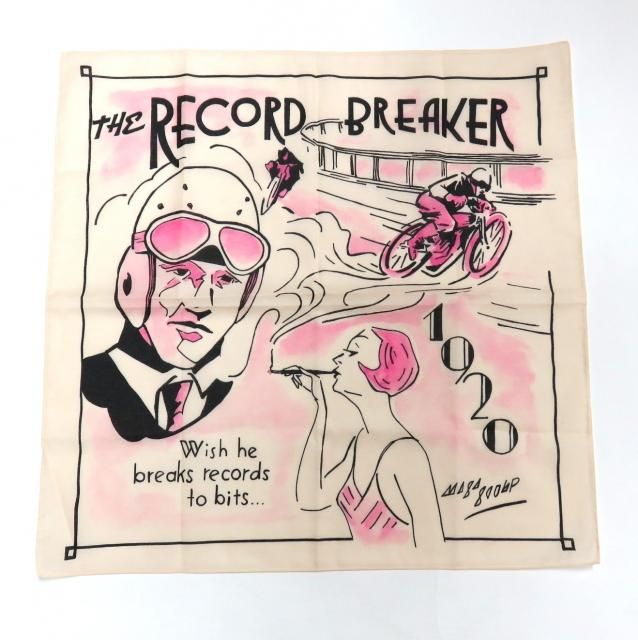 THE RECORD BREAKER
1920
Wish he
breaks records
to bits...